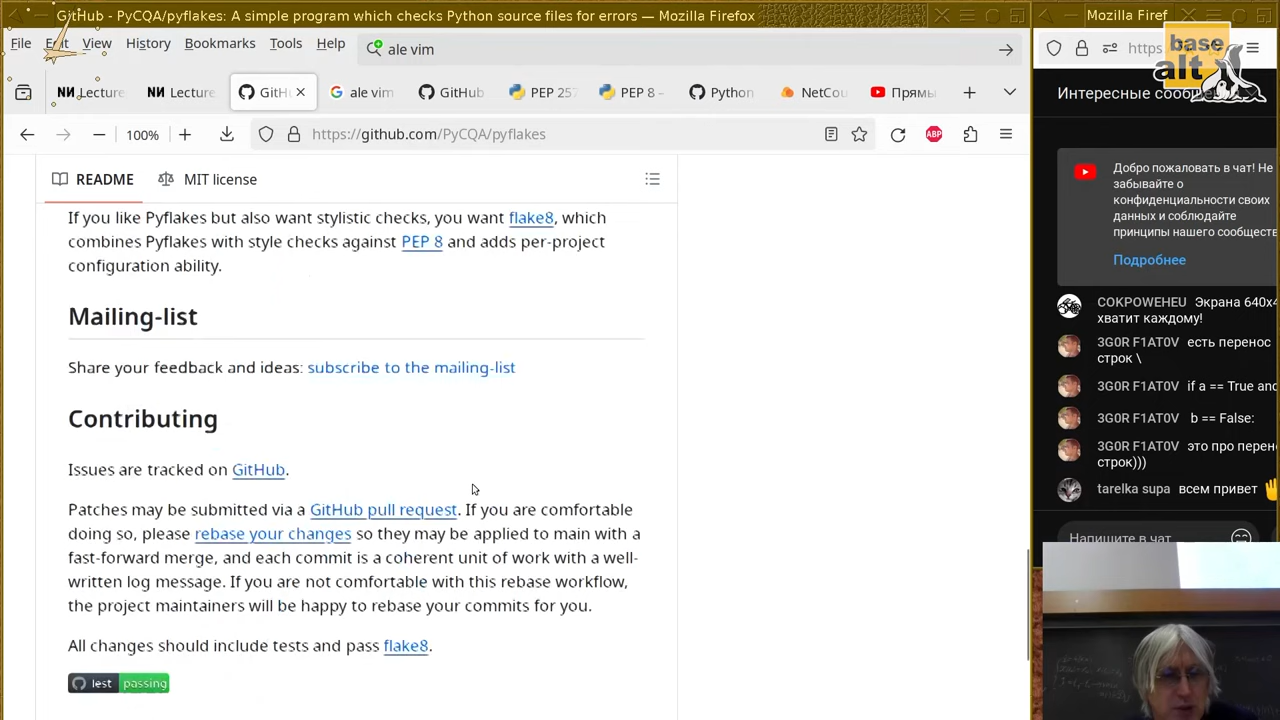 GitHub - PyCQA/pyflakes: A simple program which checks Python source files for errors — Mozilla Firefox
Mozilla Firef
File Edit View History Bookmarks Tools Help
ale vim
https
base
alt
Lecture
Lecture
GitHu
ale vim
GitHub
PEP 257
PEP 8 –
Python
NetCou
Прямы
Интересные сообщ
100%
https://github.com/PyCQA/pyflakes
ABP
README
MIT license
If you like Pyflakes but also want stylistic checks, you want flake8, which
combines Pyflakes with style checks against PEP 8 and adds per-project
configuration ability.
Mailing-list
Share your feedback and ideas: subscribe to the mailing-list
Contributing
Issues are tracked on GitHub.
Patches may be submitted via a GitHub pull request. If you are comfortable
doing so, please rebase your changes so they may be applied to main with a
fast-forward merge, and each commit is a coherent unit of work with a well-
written log message. If you are not comfortable with this rebase workflow,
the project maintainers will be happy to rebase your commits for you.
All changes should include tests and pass flake8.
test passing
Добро пожаловать в чат! Не
забывайте о
конфиденциальности своих
данных и соблюдайте
принципы нашего сообществ
Подробнее
COKPOWEHEU Экрана 640x4
хватит каждому!
3G0R F1AT0V есть перенос
строк \
3G0R F1AT0V if a == True and
3G0R F1AT0V b == False:
3G0R F1AT0V это про перен
строк)))
tarelka supa всем привет
Напишите в чат